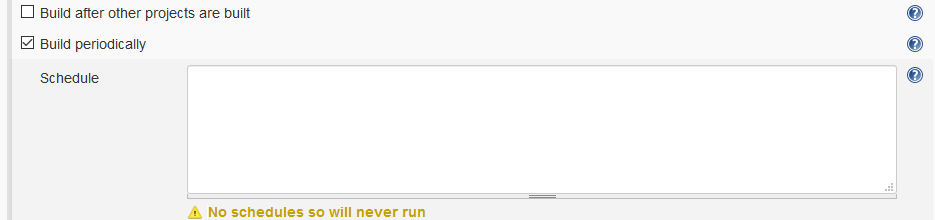 Build after other projects are built
Build periodically
Schedule
No schedules so will never run